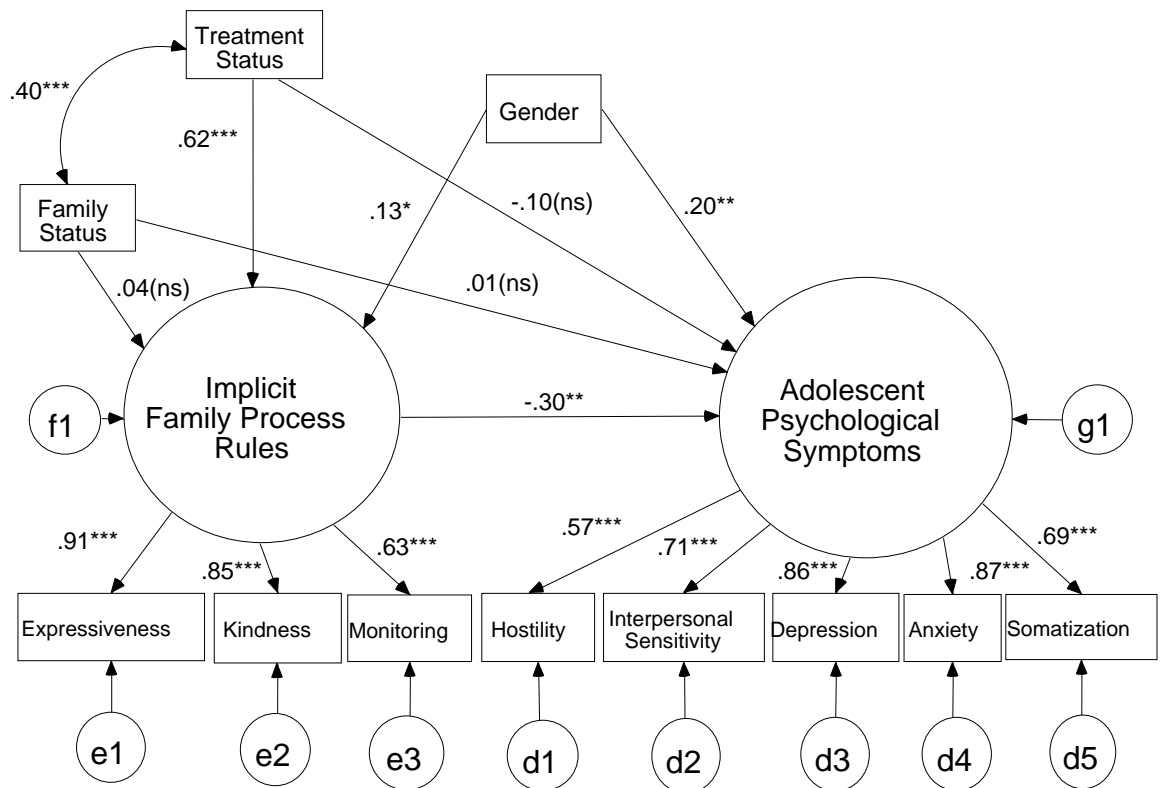 Treatment
Status
.40***
Gender
.62***
Family
Status
.13*
-.10(ns)
.20**
.04(ns)
.01(ns)
Implicit
Family Process
Rules
Adolescent
Psychological
Symptoms
f1
-.30**
g1
.91***
.85***
.63***
.57***
.71***
.86***
.87***
.69***
Expressiveness
Kindness
Monitoring
Hostility
Interpersonal
Sensitivity
Depression
Anxiety
Somatization
e1
e2
e3
d1
d2
d3
d4
d5